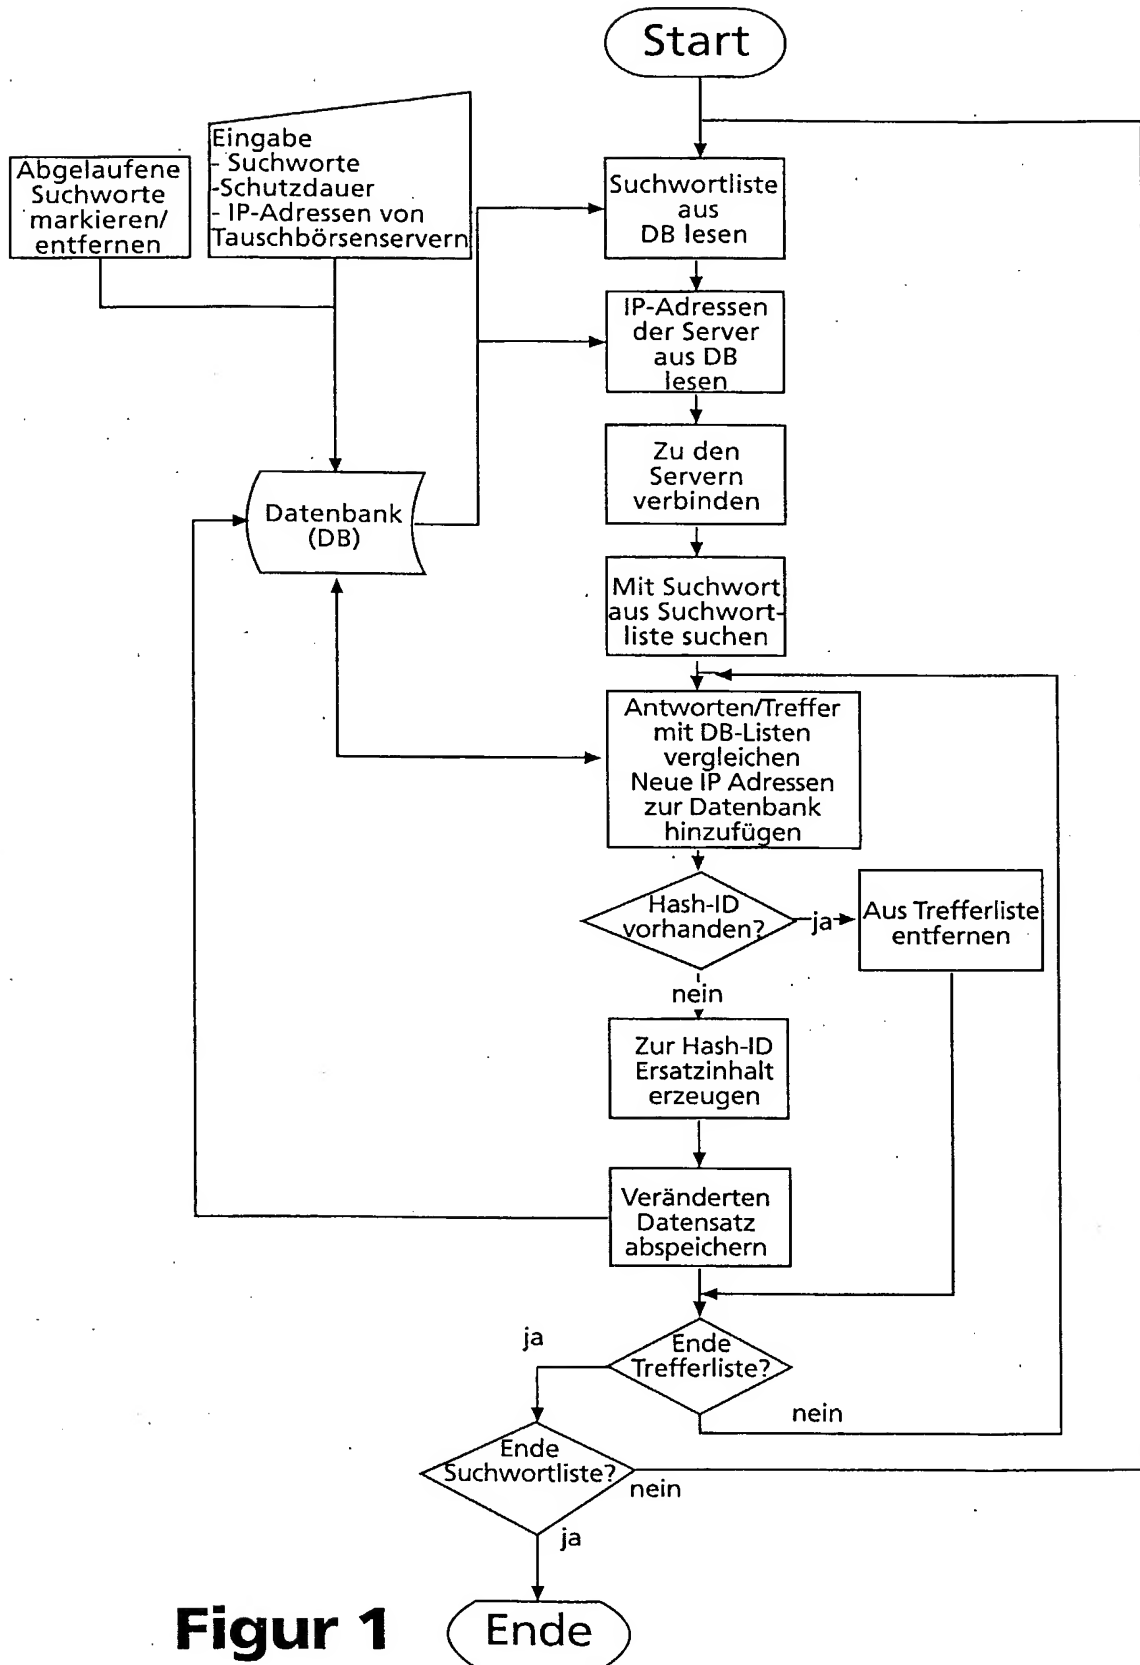 Start
Eingabe
- Suchworte
-Schutzdauer
- IP-Adressen von
Tauschbörsenservern
Abgelaufene
Suchworte
markieren/
entfernen
Suchwortliste
aus
DB lesen
IP-Adressen
der Server
aus DB
lesen
Zu den
Servern
verbinden
Datenbank
(DB)
Mit Suchwort
aus Suchwort-
liste suchen
Antworten/Treffer
mit DB-Listen
vergleichen
Neue IP Adressen
zur Datenbank
hinzufügen
Hash-ID
vorhanden?
ja
Aus Trefferliste
entfernen
nein
Zur Hash-ID
Ersatzinhalt
erzeugen
Veränderten
Datensatz
abspeichern
ja
Ende
Trefferliste?
nein
Ende
Suchwortliste?
nein
ja
Figur 1
Ende